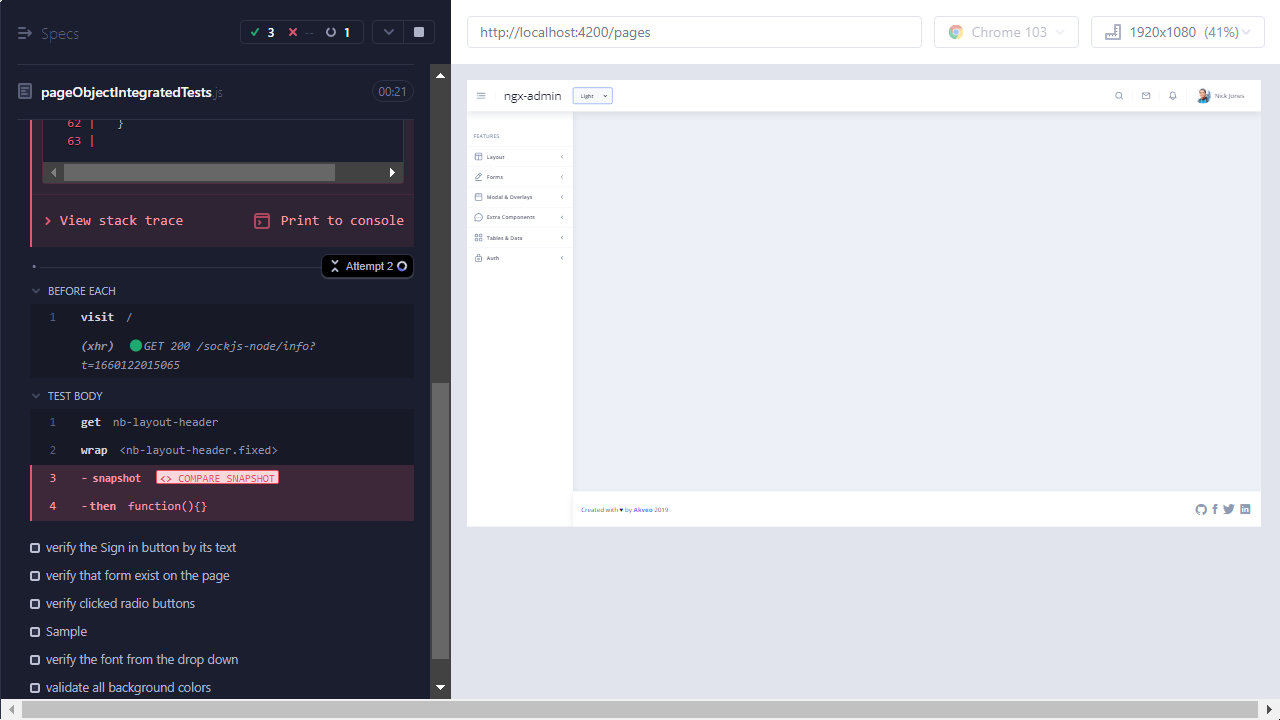 Specs
3
--
1
pageObjectIntegratedTests.js
00:21
62 | }
63 |
View stack trace
Print to console
Attempt 2
BEFORE EACH
1 visit /
(xhr) GET 200 /sockjs-node/info?
t=1660122015065
TEST BODY
1 get nb-layout-header
2 wrap <nb-layout-header.fixed>
3 - snapshot <> COMPARE SNAPSHOT
4 -then function(){}
verify the Sign in button by its text
verify that form exist on the page
verify clicked radio buttons
Sample
verify the font from the drop down
validate all background colors
http://localhost:4200/pages
Chrome 103
1920x1080 (41%)
ngx-admin
Light
Nick Jones
FEATURES
Layout
Forms
Modal & Overlays
Extra Components
Tables & Data
Auth
Created with ♥ by Akveo 2019